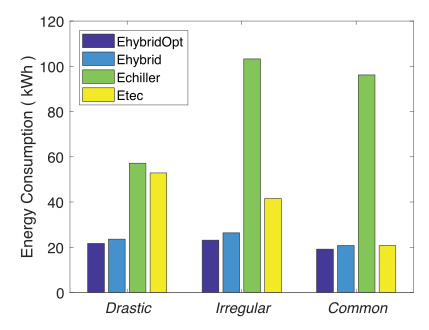 120
100
80
60
40
20
0
Energy Consumption ( kWh )
EhybridOpt
Ehybrid
Echiller
Etec
Drastic Irregular Common